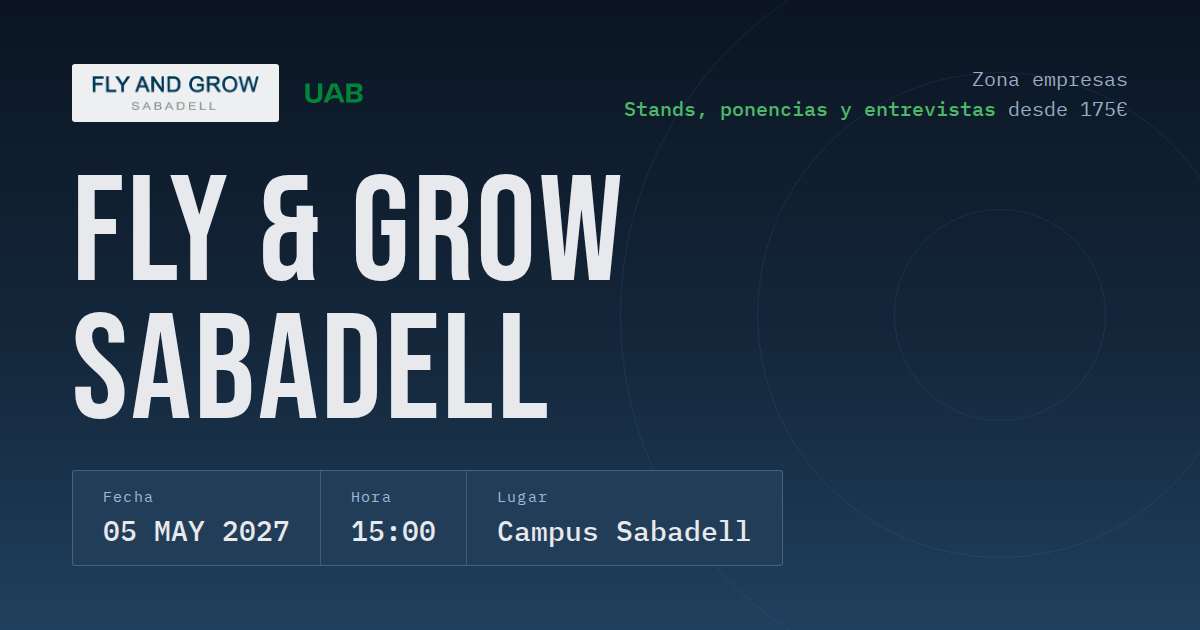 FLY AND GROW
SABADELL
UAB
Zona empresas
Stands, ponencias y entrevistas desde 175€
FLY & GROW
SABADELL
Fecha
05 MAY 2027
Hora
15:00
Lugar
Campus Sabadell